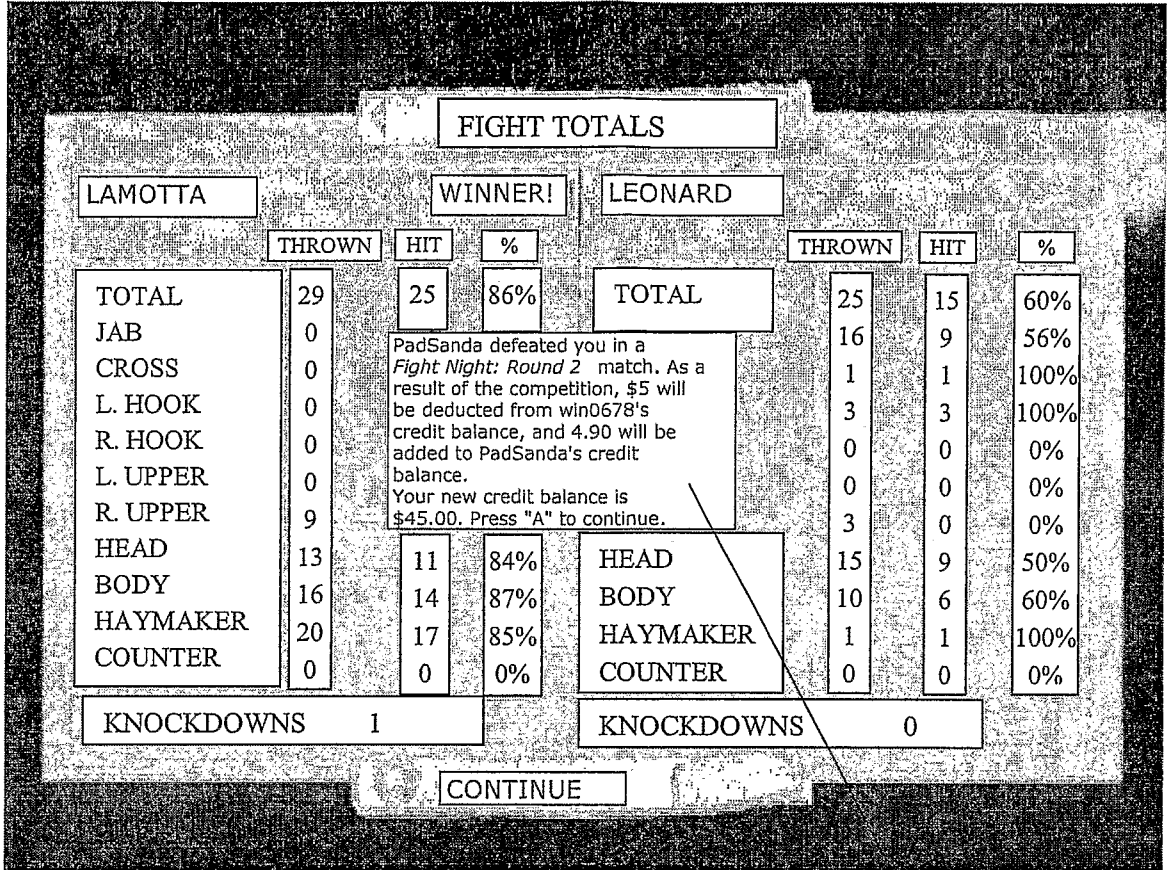 FIGHT TOTALS
LAMOTTA WINNER! LEONARD
THROWN HIT % THROWN HIT %
TOTAL 29 25 86% TOTAL 25 15 60%
JAB 0 16 9 56%
CROSS 0 1 1 100%
L. HOOK 0 3 3 100%
R. HOOK 0 0 0 0%
L. UPPER 0 0 0 0%
R. UPPER 9 3 0 0%
PadSanda defeated you in a
Fight Night: Round 2 match. As a
result of the competition, $5 will
be deducted from win0678's
credit balance, and 4.90 will be
added to PadSanda's credit
balance.
Your new credit balance is
$45.00. Press "A" to continue.
HEAD 13 11 84% HEAD 15 9 50%
BODY 16 14 87% BODY 10 6 60%
HAYMAKER 20 17 85% HAYMAKER 1 1 100%
COUNTER 0 0 0% COUNTER 0 0 0%
KNOCKDOWNS 1 KNOCKDOWNS 0
CONTINUE